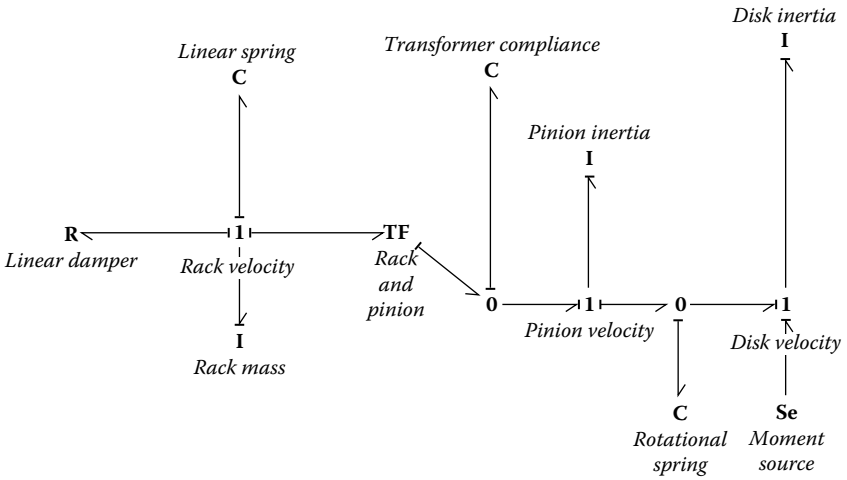 Disk inertia
I
Linear spring
C
Transformer compliance
C
Pinion inertia
I
R
Linear damper
1
Rack velocity
TF
Rack
and
pinion
I
Rack mass
0
1
Pinion velocity
0
1
Disk velocity
C
Rotational
spring
Se
Moment
source